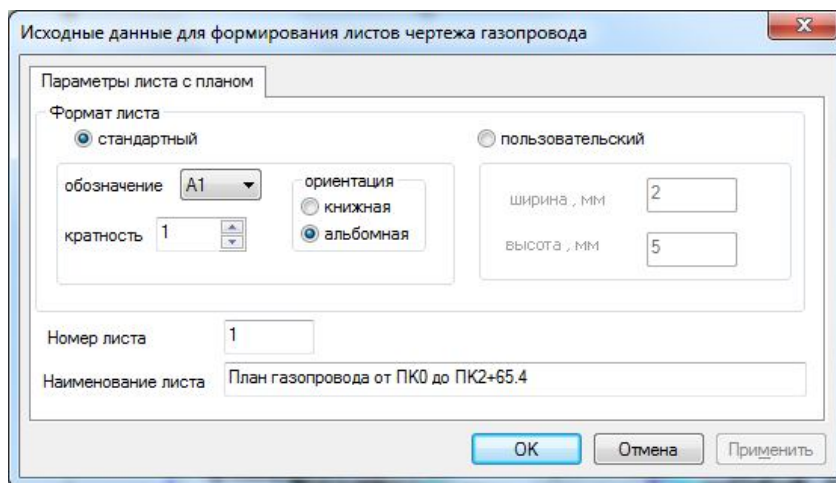 Исходные данные для формирования листов чертежа газопровода
Параметры листа с планом
Формат листа
стандартный
пользовательский
обозначение A1
кратность 1
ориентация
книжная
альбомная
ширина , мм 2
высота , мм 5
Номер листа 1
Наименование листа План газопровода от ПК0 до ПК2+65.4
OK Отмена Применить